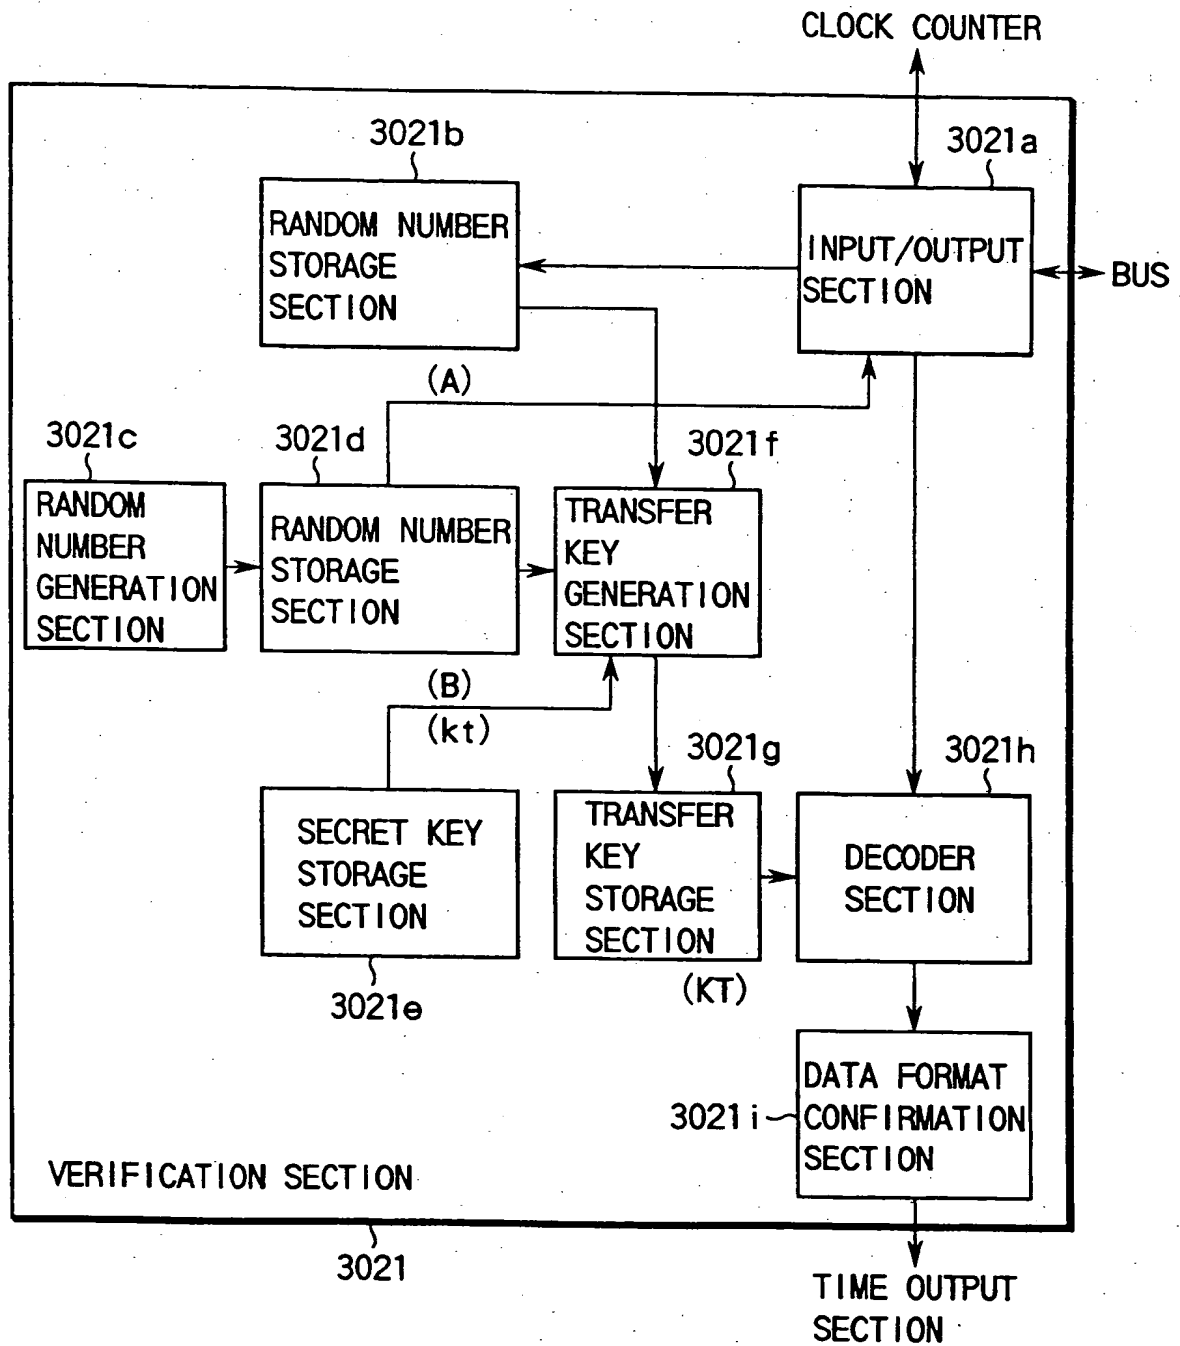 CLOCK COUNTER
3021b
3021a
RANDOM NUMBER
STORAGE
SECTION
INPUT/OUTPUT
SECTION
BUS
(A)
3021c
3021d
3021f
RANDOM
NUMBER
GENERATION
SECTION
RANDOM NUMBER
STORAGE
SECTION
TRANSFER
KEY
GENERATION
SECTION
(B)
(kt)
3021g
3021h
SECRET KEY
STORAGE
SECTION
TRANSFER
KEY
STORAGE
SECTION
DECODER
SECTION
3021e
(KT)
DATA FORMAT
CONFIRMATION
SECTION
3021i
VERIFICATION SECTION
3021
TIME OUTPUT
SECTION